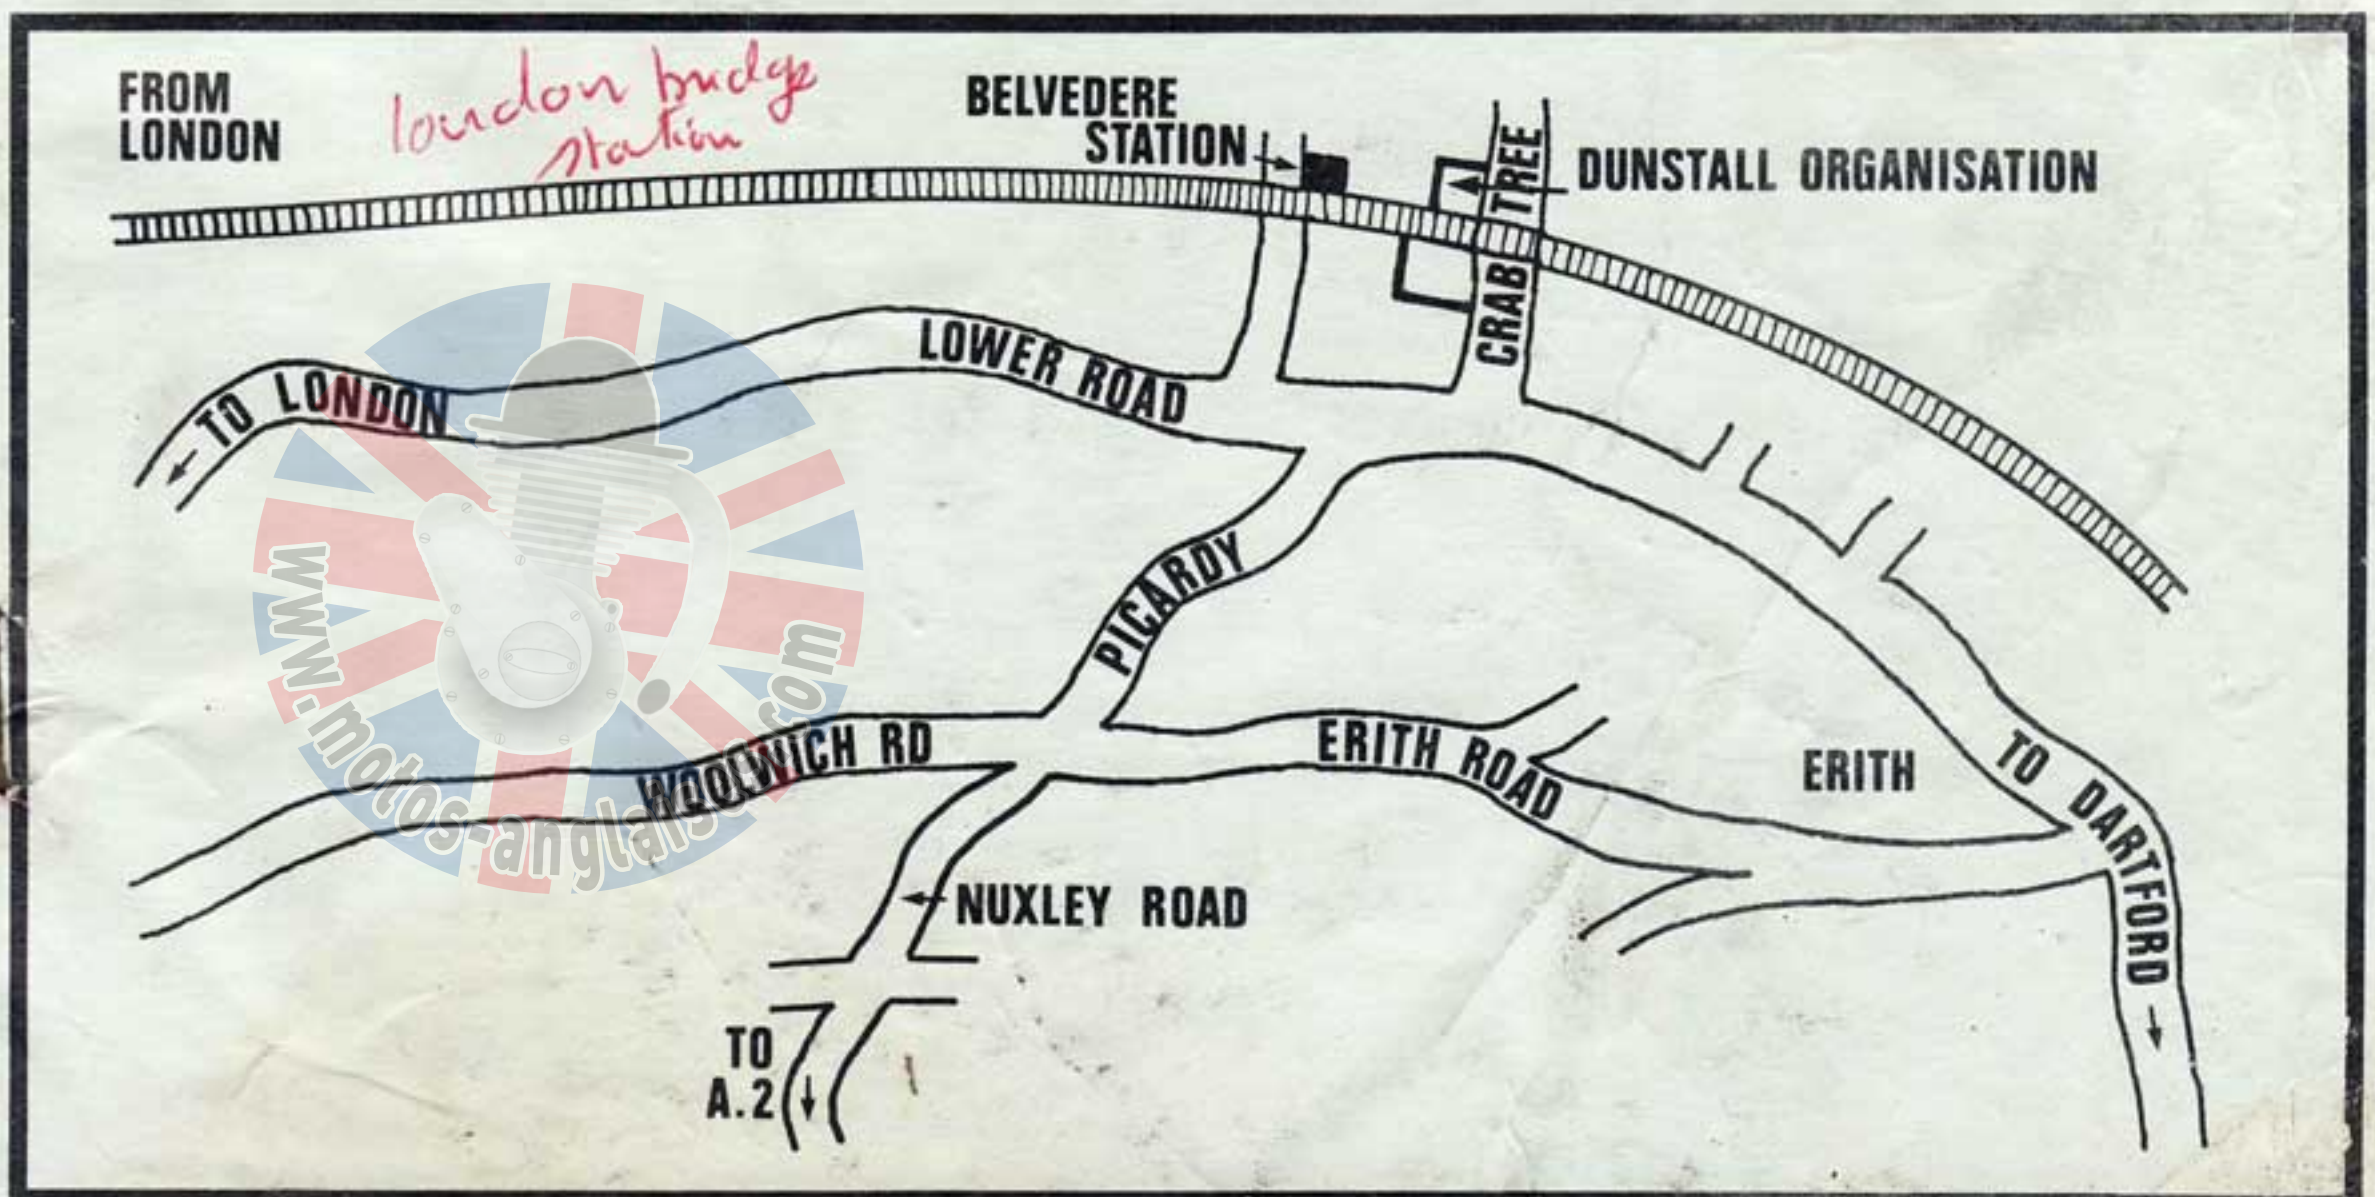 FROM
LONDON
london bridge
station
BELVEDERE
STATION
DUNSTALL ORGANISATION
CRAB TREE
LOWER ROAD
TO LONDON
PICARDY
WOOLWICH RD
ERITH ROAD
ERITH
TO DARTFORD
NUXLEY ROAD
TO
A.2
www.motos-anglaises.com